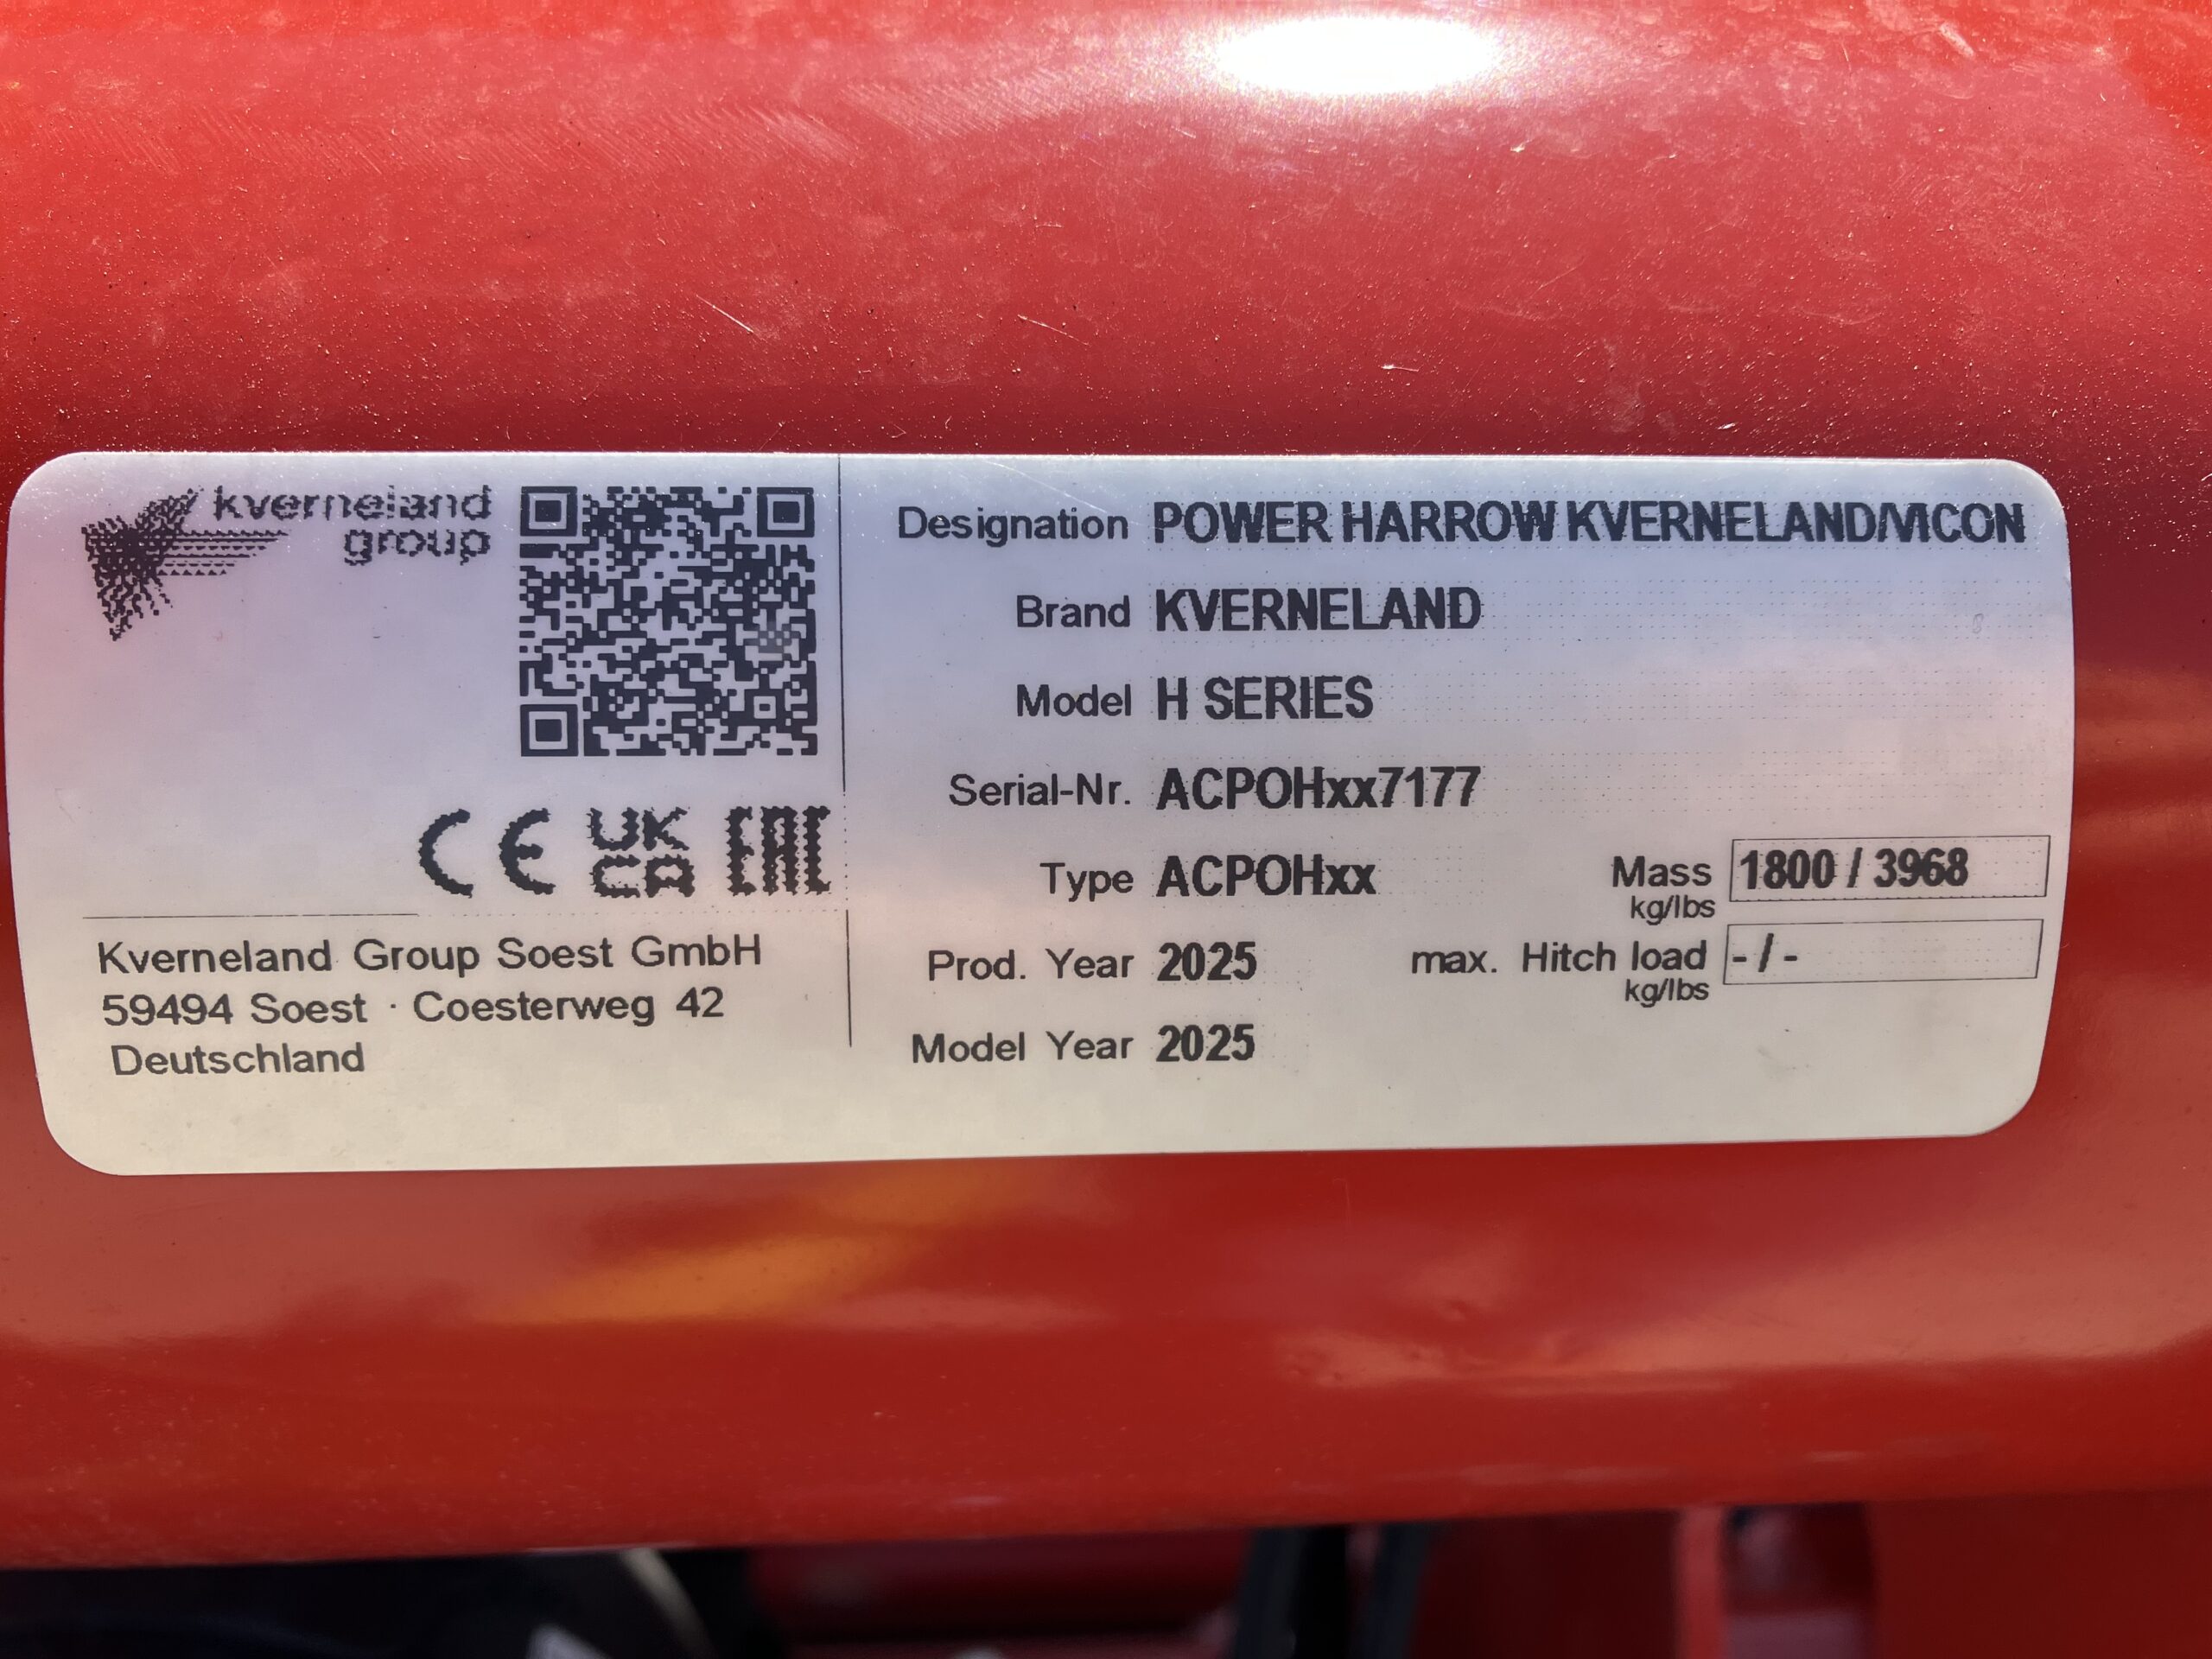 kverneland
group
CE UK CA EAC
Kverneland Group Soest GmbH
59494 Soest · Coesterweg 42
Deutschland
Designation POWER HARROW KVERNELAND/VICON
Brand KVERNELAND
Model H SERIES
Serial-Nr. ACPOHxx7177
Type ACPOHxx
Mass kg/lbs 1800 / 3968
Prod. Year 2025
max. Hitch load kg/lbs - / -
Model Year 2025